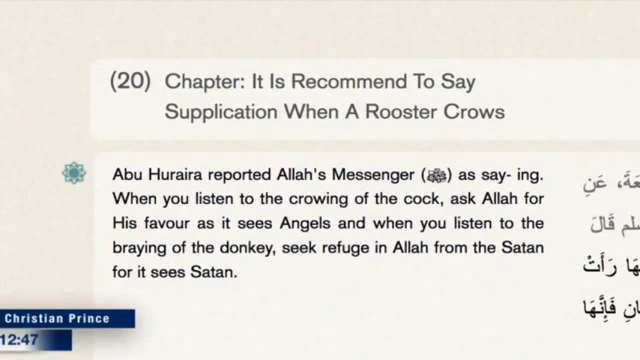 (20) Chapter: It Is Recommend To Say
Supplication When A Rooster Crows
Abu Huraira reported Allah's Messenger (ﷺ) as say- ing.
When you listen to the crowing of the cock, ask Allah for
His favour as it sees Angels and when you listen to the
braying of the donkey, seek refuge in Allah from the Satan
for it sees Satan.
عَةَ، عَنِ
سلم قَالَ
هَا رَأَتْ
انِ فَإِنَّهَا
Christian Prince
12:47